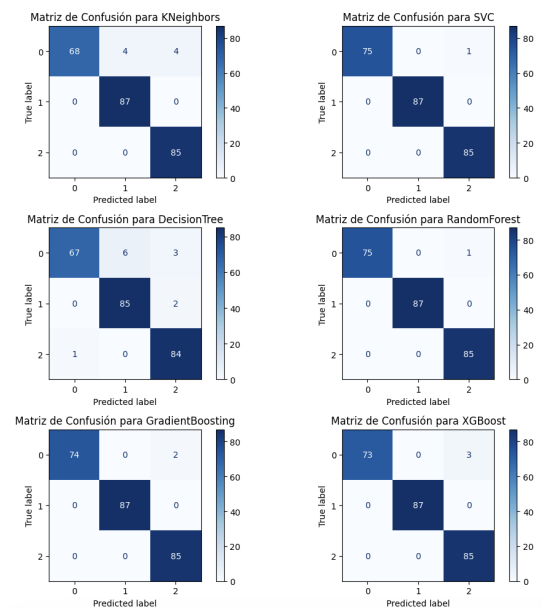 Matriz de Confusión para KNeighbors
0 68 4 4
1 0 87 0
2 0 0 85
0 1 2
True label
Predicted label
80
60
40
20
0
Matriz de Confusión para SVC
0 75 0 1
1 0 87 0
2 0 0 85
0 1 2
True label
Predicted label
80
60
40
20
0
Matriz de Confusión para DecisionTree
0 67 6 3
1 0 85 2
2 1 0 84
0 1 2
True label
Predicted label
80
60
40
20
0
Matriz de Confusión para RandomForest
0 75 0 1
1 0 87 0
2 0 0 85
0 1 2
True label
Predicted label
80
60
40
20
0
Matriz de Confusión para GradientBoosting
0 74 0 2
1 0 87 0
2 0 0 85
0 1 2
True label
Predicted label
80
60
40
20
0
Matriz de Confusión para XGBoost
0 73 0 3
1 0 87 0
2 0 0 85
0 1 2
True label
Predicted label
80
60
40
20
0